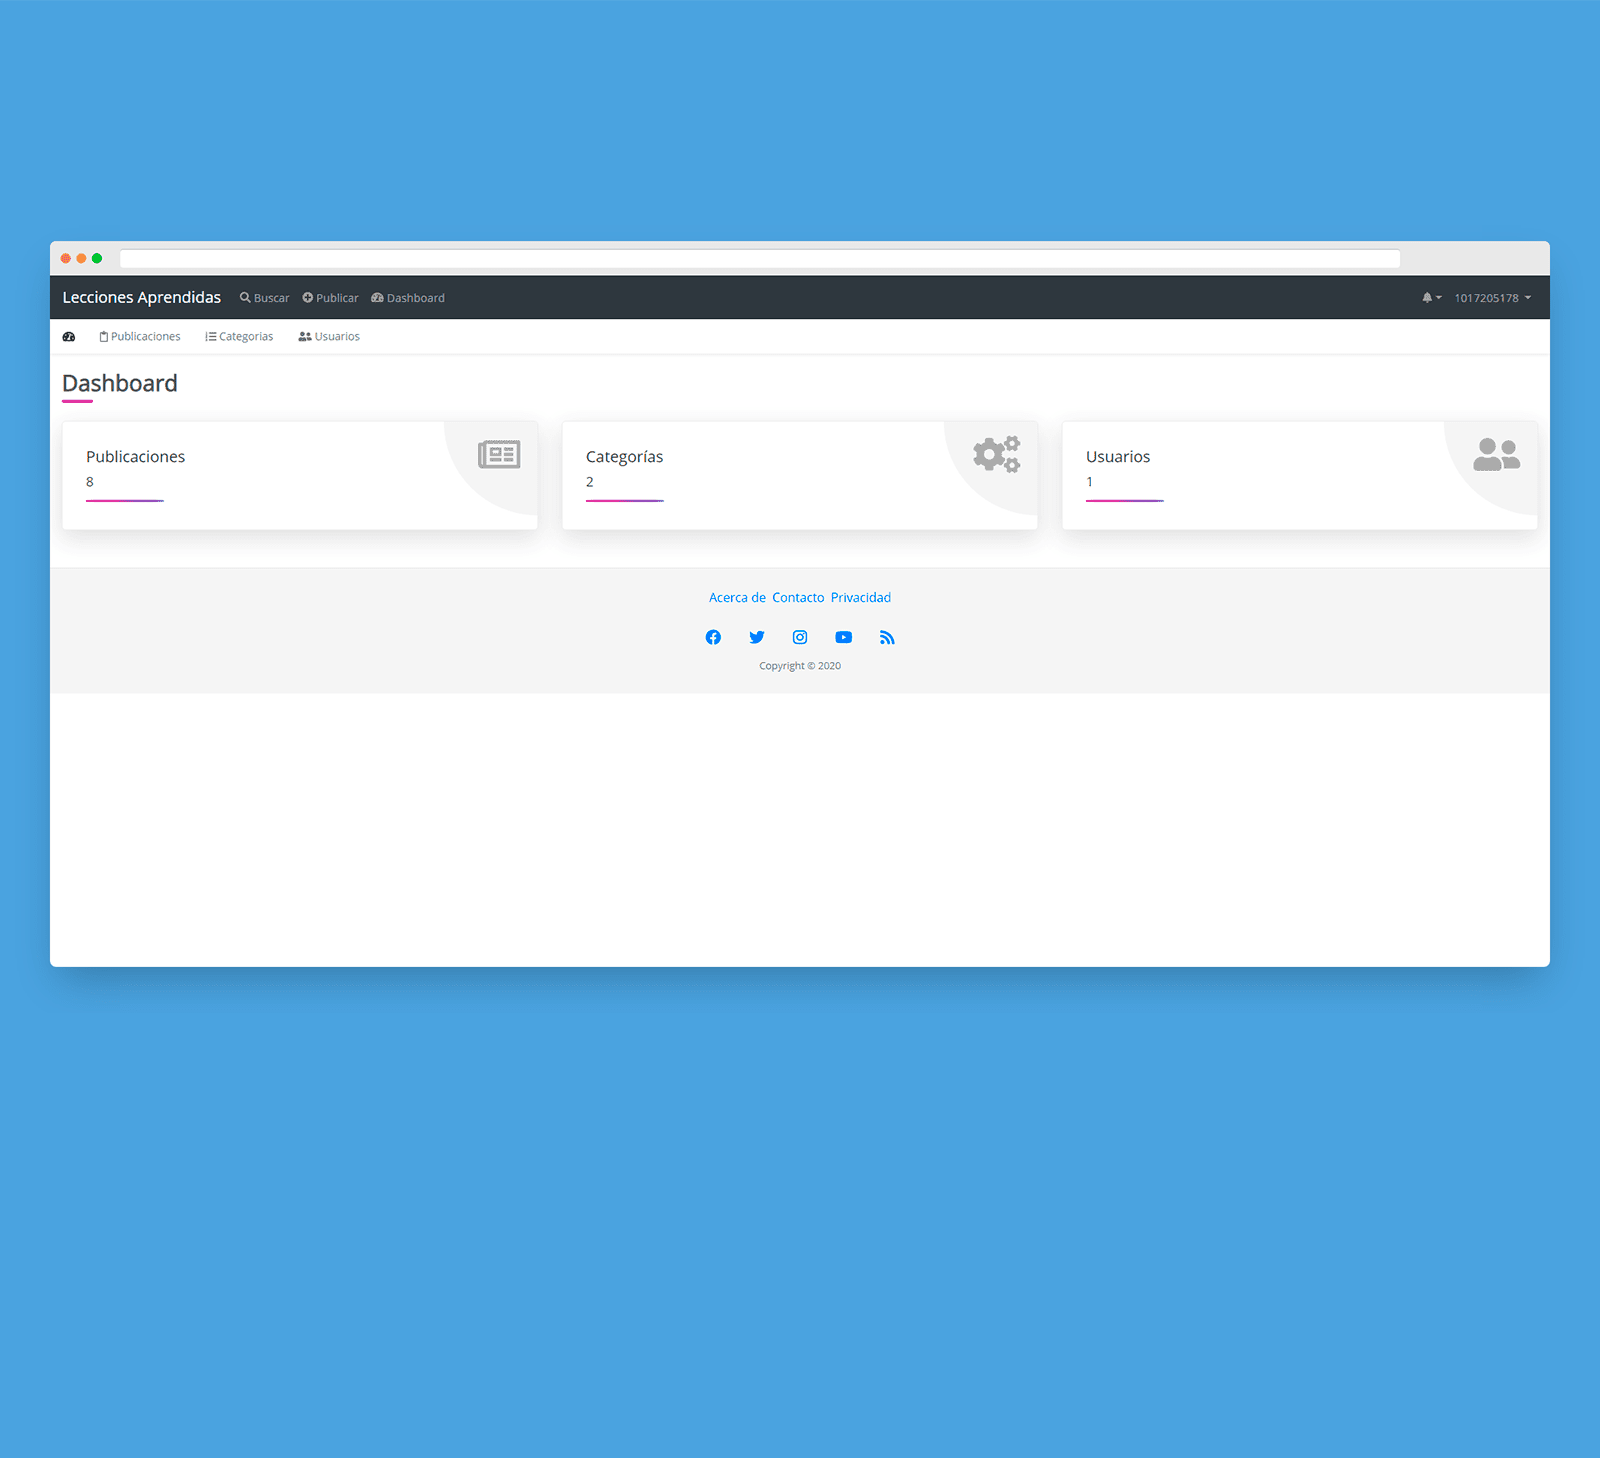 Lecciones Aprendidas Buscar Publicar Dashboard 1017205178
Publicaciones Categorias Usuarios
Dashboard
Publicaciones
8
Categorías
2
Usuarios
1
Acerca de Contacto Privacidad
Copyright © 2020